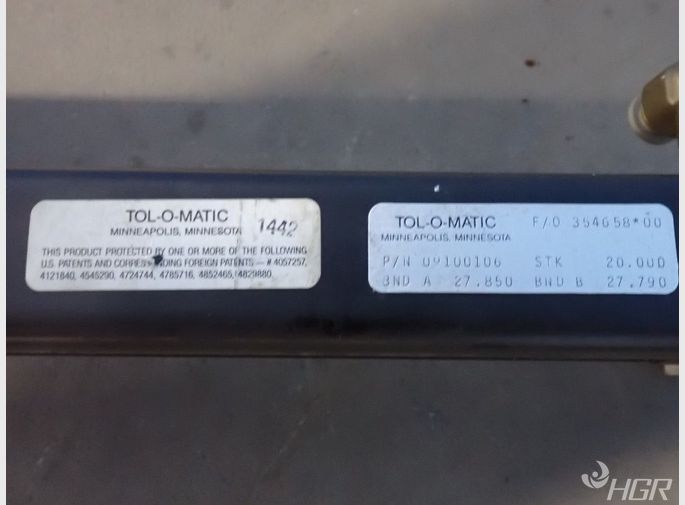 TOL-O-MATIC
MINNEAPOLIS, MINNESOTA
1442
THIS PRODUCT PROTECTED BY ONE OR MORE OF THE FOLLOWING
U.S. PATENTS AND CORRESPONDING FOREIGN PATENTS — # 4057257,
4121840, 4545290, 4724744, 4785716, 4852465, 4829880.
TOL-O-MATIC F/O 354658*00
MINNEAPOLIS, MINNESOTA
P/N 09100106 STK 20.000
BND A 27.850 BND B 27.790
HGR